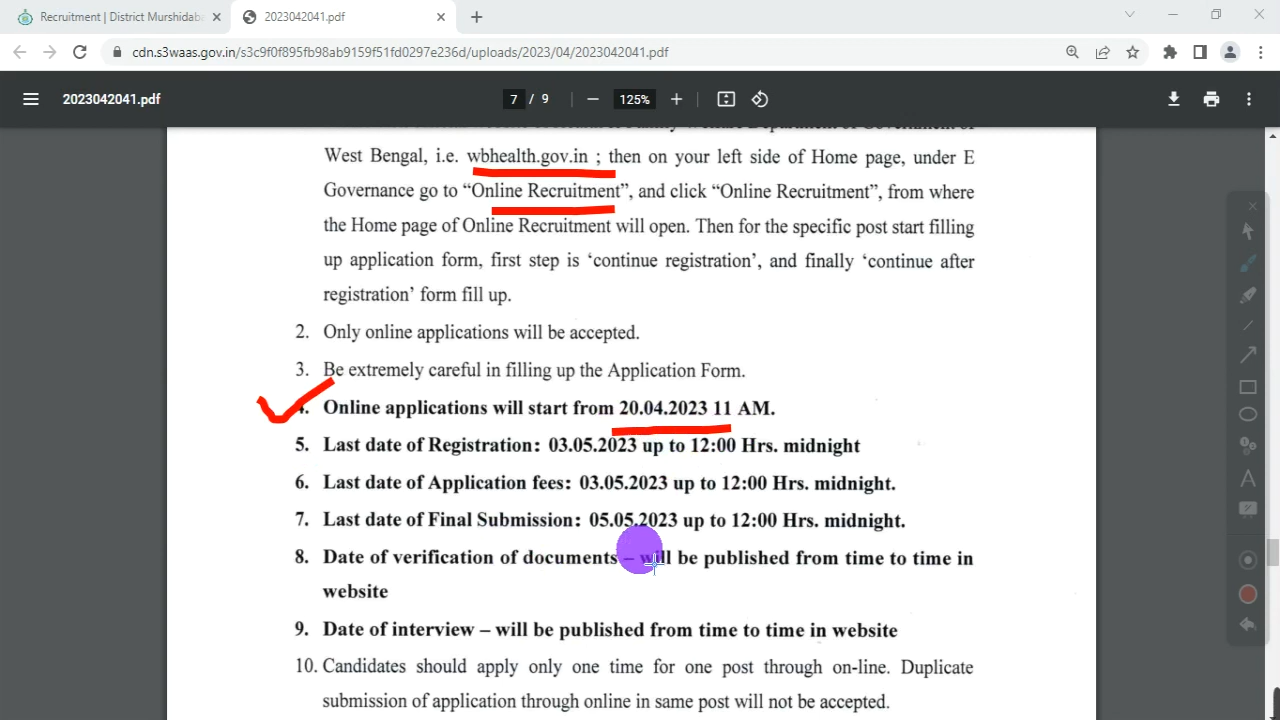 Recruitment | District Murshidaba
2023042041.pdf
cdn.s3waas.gov.in/s3c9f0f895fb98ab9159f51fd0297e236d/uploads/2023/04/2023042041.pdf
2023042041.pdf
7 / 9
125%
West Bengal, i.e. wbhealth.gov.in ; then on your left side of Home page, under E
Governance go to “Online Recruitment”, and click “Online Recruitment”, from where
the Home page of Online Recruitment will open. Then for the specific post start filling
up application form, first step is ‘continue registration’, and finally ‘continue after
registration’ form fill up.
2. Only online applications will be accepted.
3. Be extremely careful in filling up the Application Form.
4. Online applications will start from 20.04.2023 11 AM.
5. Last date of Registration: 03.05.2023 up to 12:00 Hrs. midnight
6. Last date of Application fees: 03.05.2023 up to 12:00 Hrs. midnight.
7. Last date of Final Submission: 05.05.2023 up to 12:00 Hrs. midnight.
8. Date of verification of documents – will be published from time to time in
website
9. Date of interview – will be published from time to time in website
10. Candidates should apply only one time for one post through on-line. Duplicate
submission of application through online in same post will not be accepted.